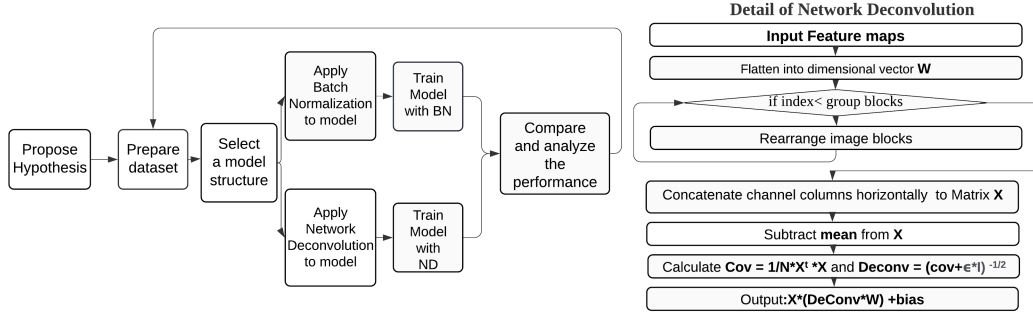 Propose
Hypothesis
Prepare
dataset
Select
a model
structure
Apply
Batch
Normalization
to model
Train
Model
with BN
Apply
Network
Deconvolution
to model
Train
Model
with
ND
Compare
and analyze
the
performance
Detail of Network Deconvolution
Input Feature maps
Flatten into dimensional vector W
if index< group blocks
Rearrange image blocks
Concatenate channel columns horizontally to Matrix X
Subtract mean from X
Calculate Cov = 1/N*Xᵗ *X and Deconv = (cov+ϵ*I) ⁻¹/²
Output:X*(DeConv*W) +bias